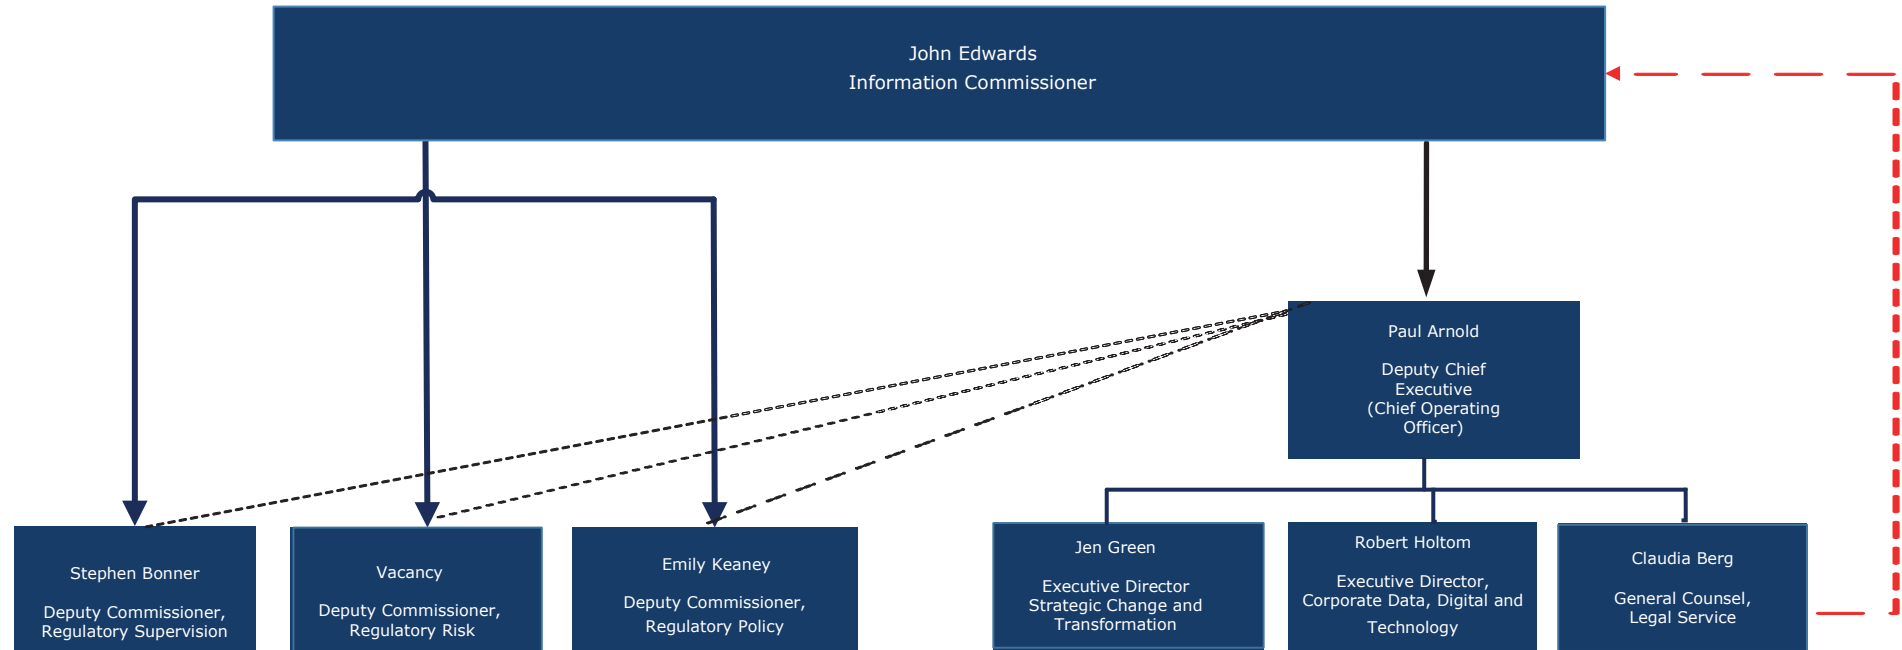 John Edwards
Information Commissioner
Paul Arnold
Deputy Chief
Executive
(Chief Operating
Officer)
Stephen Bonner
Deputy Commissioner,
Regulatory Supervision
Vacancy
Deputy Commissioner,
Regulatory Risk
Emily Keaney
Deputy Commissioner,
Regulatory Policy
Jen Green
Executive Director
Strategic Change and
Transformation
Robert Holtom
Executive Director,
Corporate Data, Digital and
Technology
Claudia Berg
General Counsel,
Legal Service